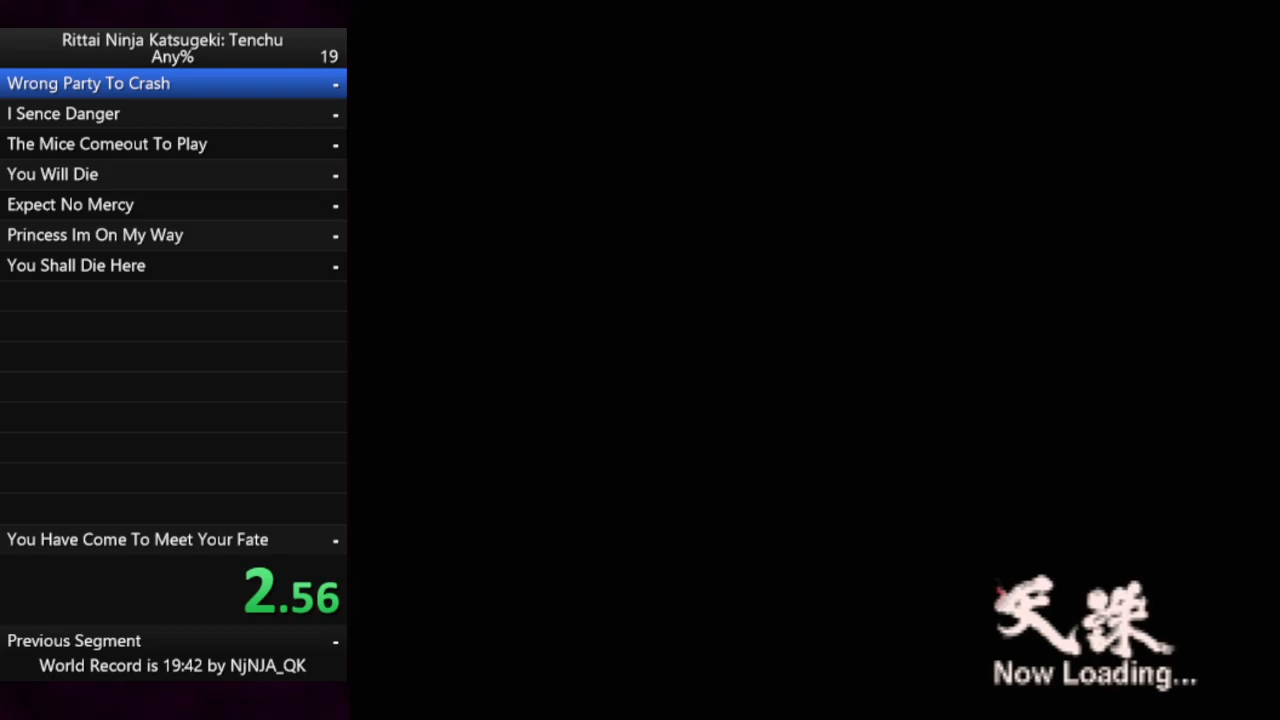 Rittai Ninja Katsugeki: Tenchu
Any%
19
Wrong Party To Crash -
I Sence Danger -
The Mice Comeout To Play -
You Will Die -
Expect No Mercy -
Princess Im On My Way -
You Shall Die Here -
You Have Come To Meet Your Fate -
2.56
Previous Segment -
World Record is 19:42 by NjNJA_QK
天誅
Now Loading...